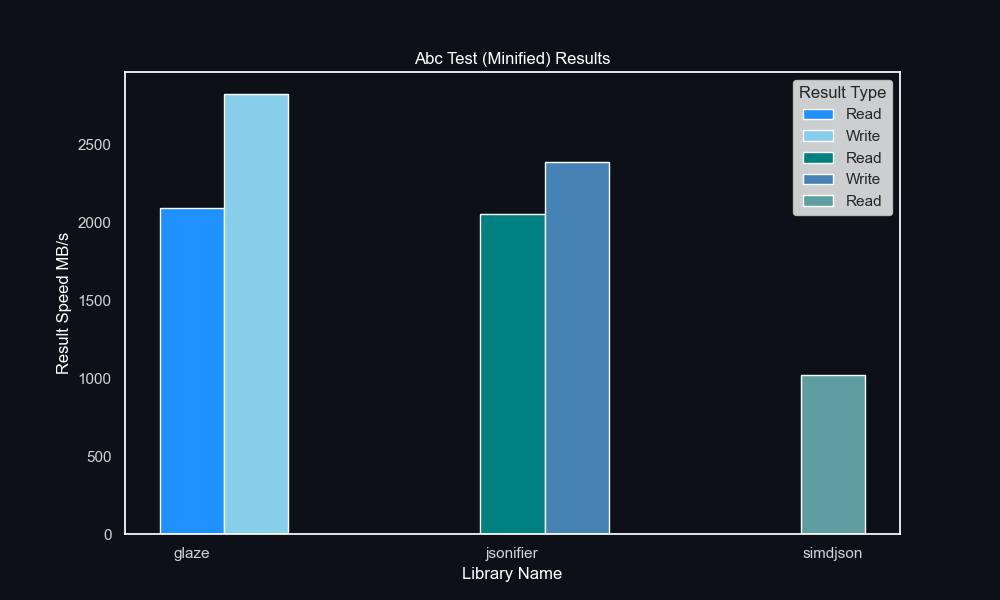 Abc Test (Minified) Results
Result Type
Read
Write
Read
Write
Read
2500
2000
1500
1000
500
0
Result Speed MB/s
glaze
jsonifier
simdjson
Library Name